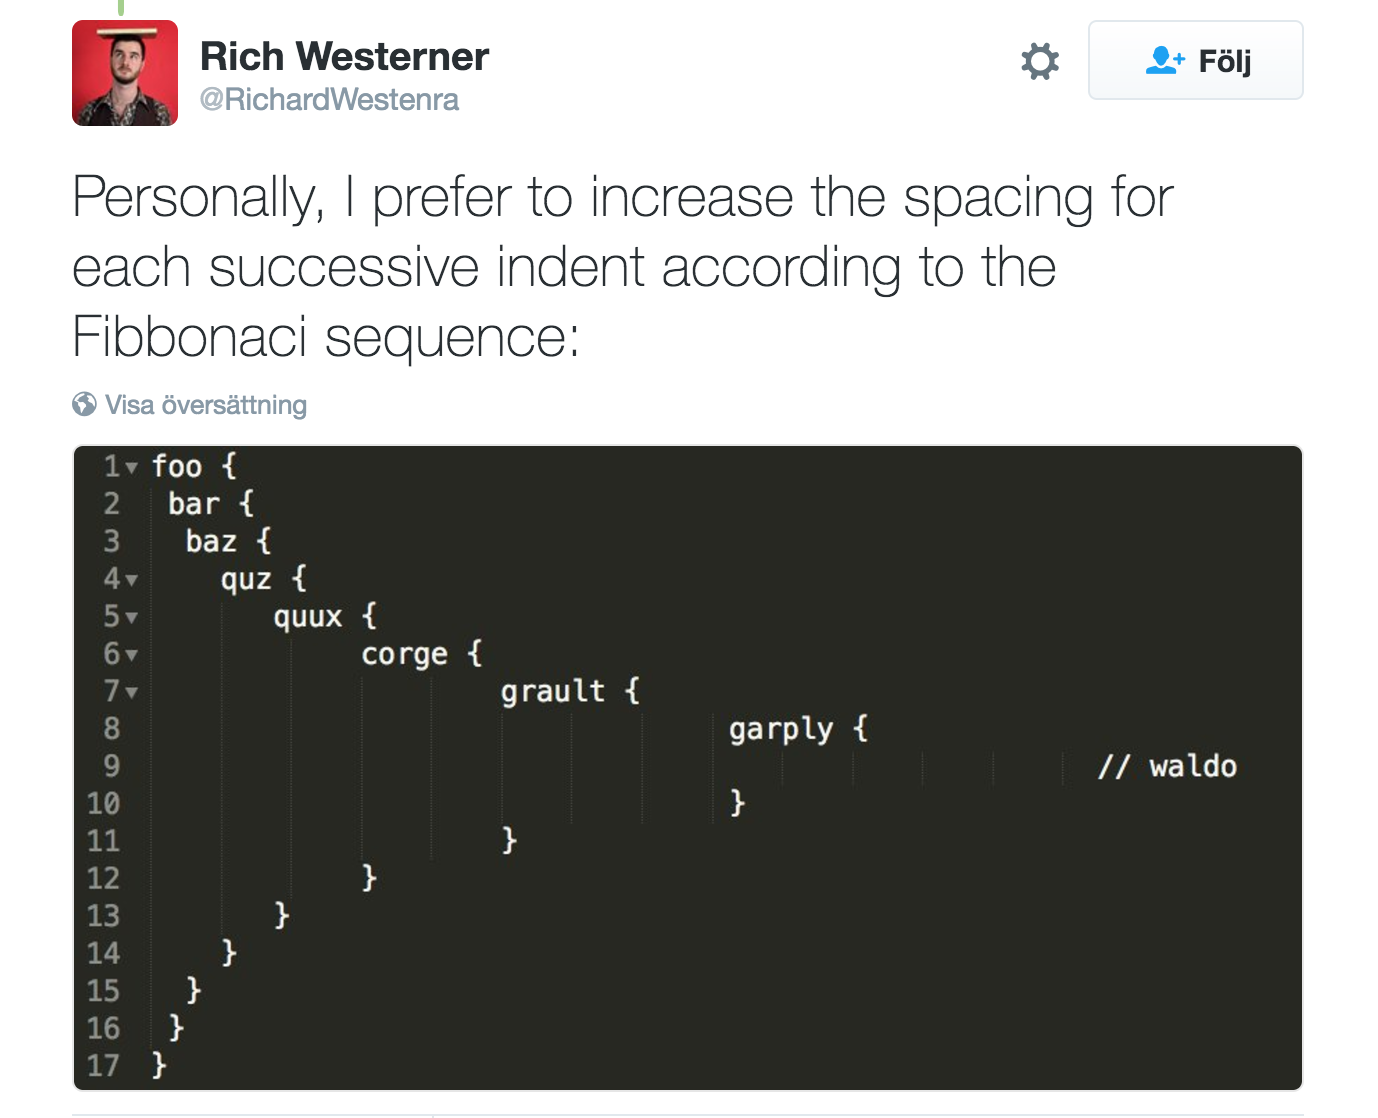 Rich Westerner
@RichardWestenra
Följ
Personally, I prefer to increase the spacing for
each successive indent according to the
Fibbonaci sequence:
Visa översättning
1 foo {
2  bar {
3   baz {
4     quz {
5        quux {
6             corge {
7                     grault {
8                                  garply {
9                                                       // waldo
10                                  }
11                     }
12             }
13        }
14     }
15   }
16  }
17 }